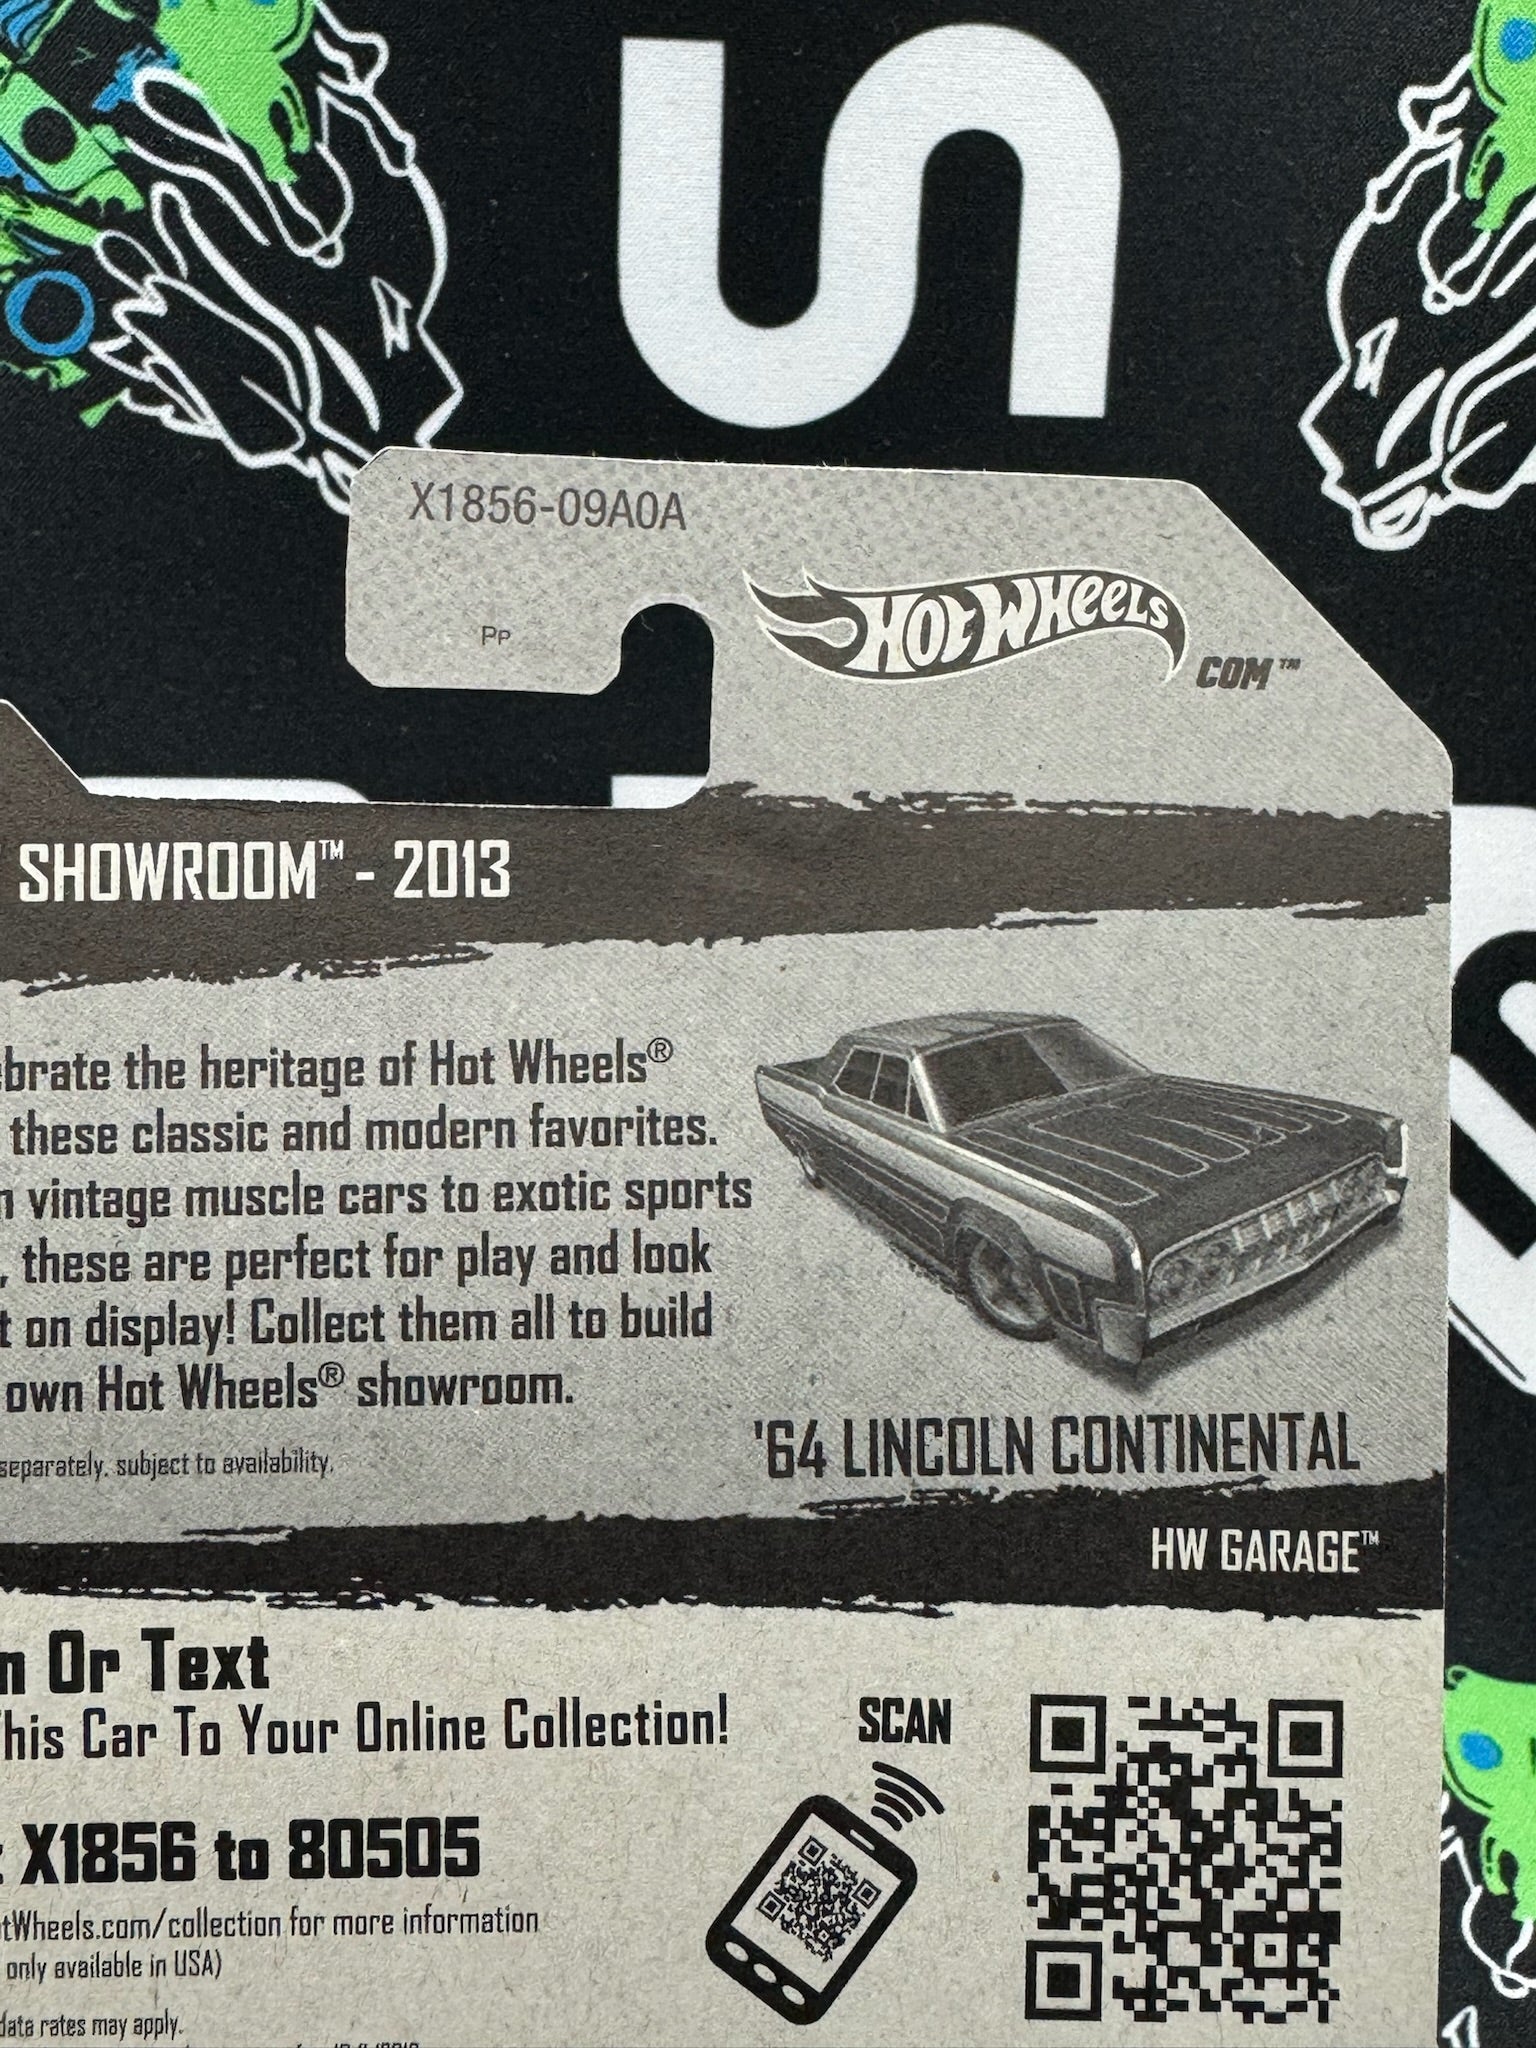 X1856-09A0A
Pp
HOT WHEELS
COM™
SHOWROOM™ - 2013
ebrate the heritage of Hot Wheels®
these classic and modern favorites.
n vintage muscle cars to exotic sports
, these are perfect for play and look
t on display! Collect them all to build
own Hot Wheels® showroom.
separately, subject to availability.
'64 LINCOLN CONTINENTAL
HW GARAGE™
n Or Text
This Car To Your Online Collection!
SCAN
: X1856 to 80505
otWheels.com/collection for more information
only available in USA)
data rates may apply.